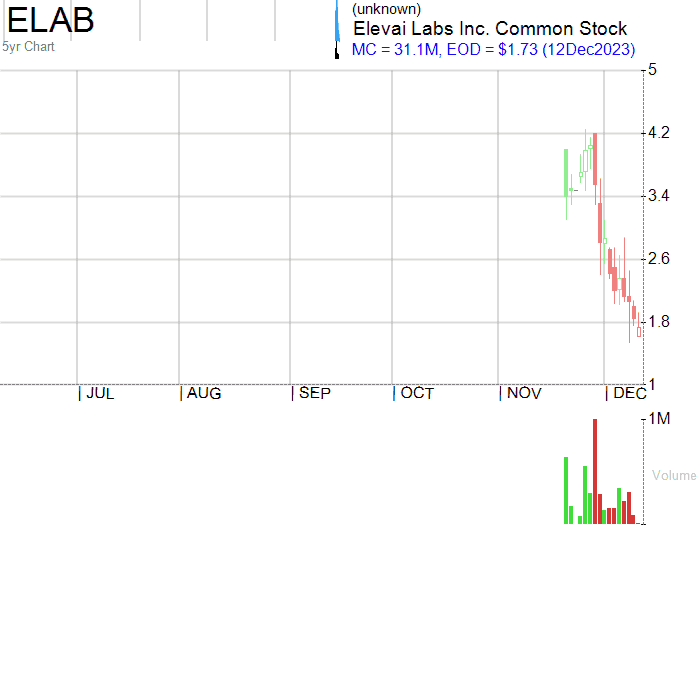 ELAB
(unknown)
Elevai Labs Inc. Common Stock
5yr Chart
MC = 31.1M, EOD = $1.73 (12Dec2023)
5
4.2
3.4
2.6
1.8
1
| JUL | AUG | SEP | OCT | NOV | DEC
1M
Volume